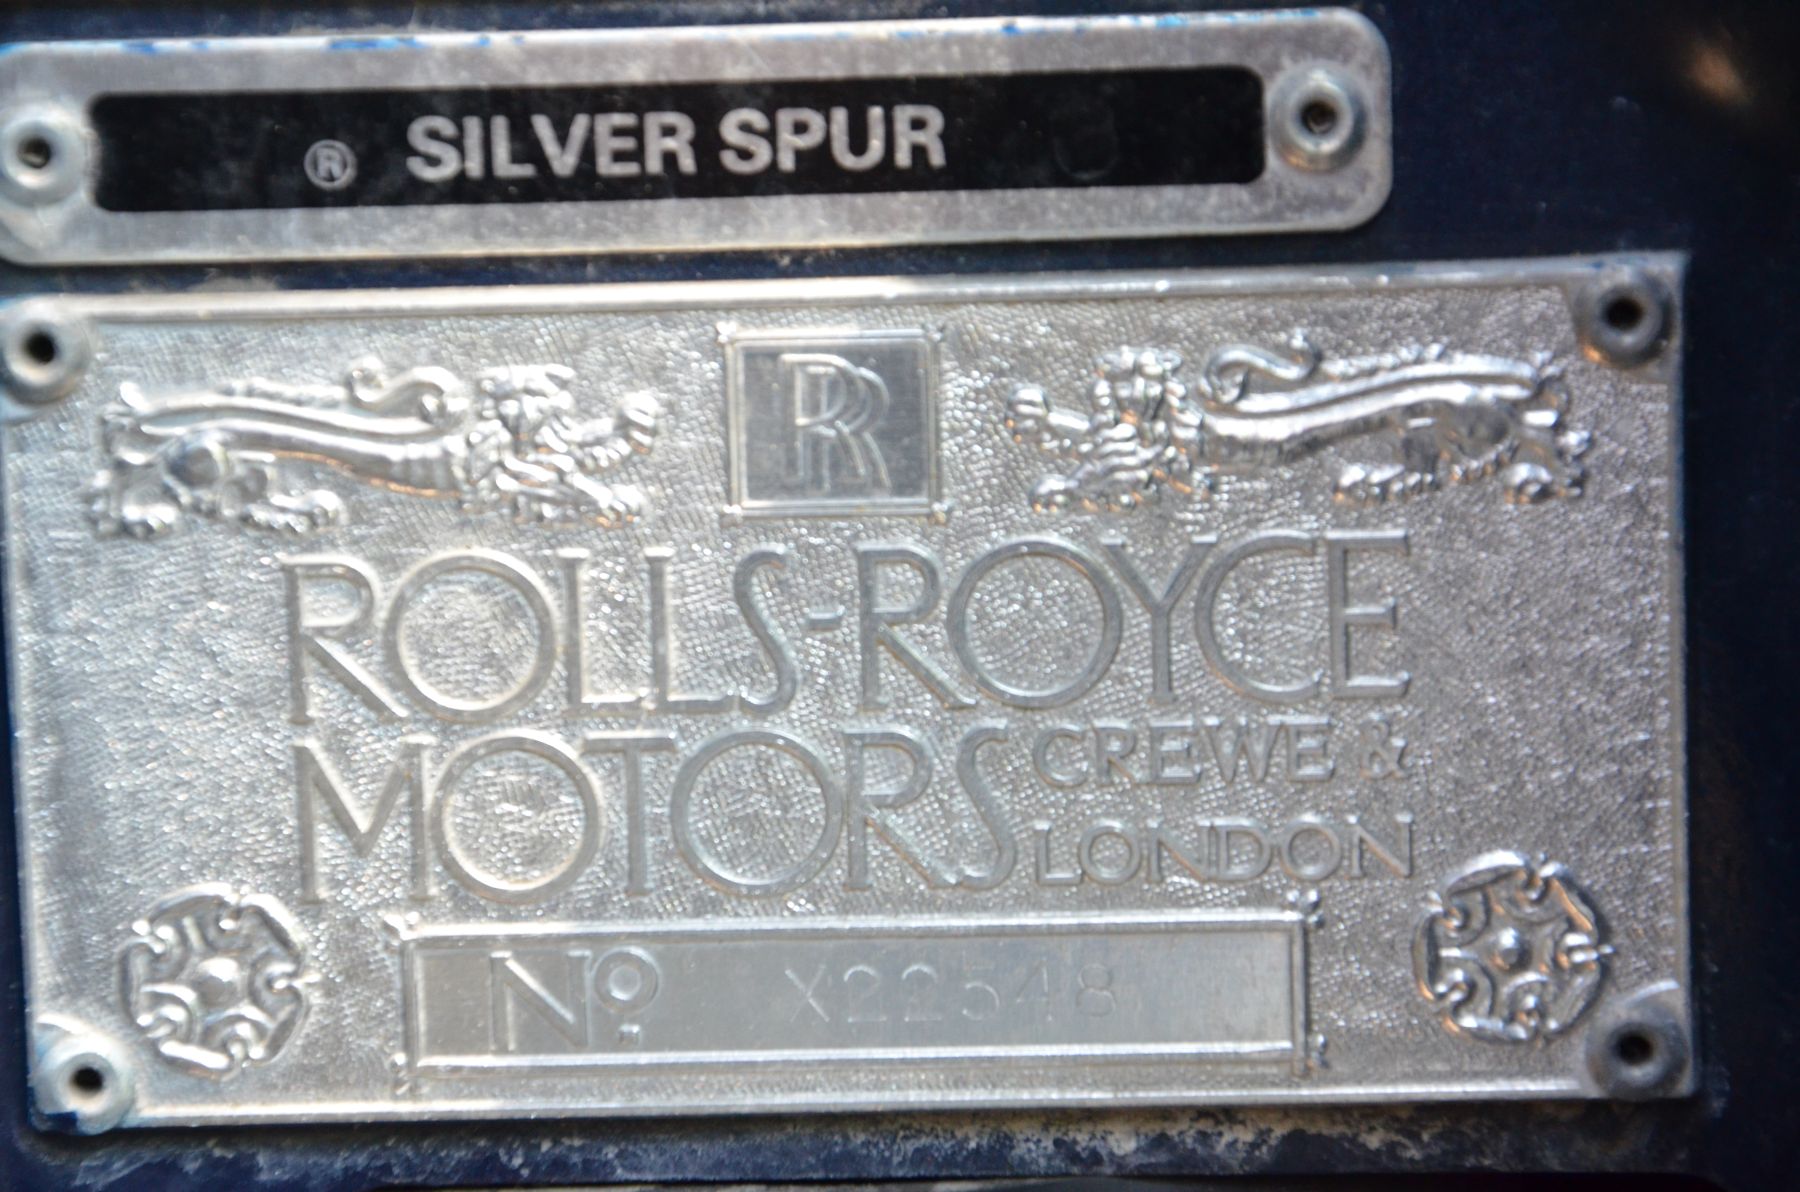 ® SILVER SPUR
RR
ROLLS-ROYCE
MOTORS CREWE &
LONDON
No. X22548